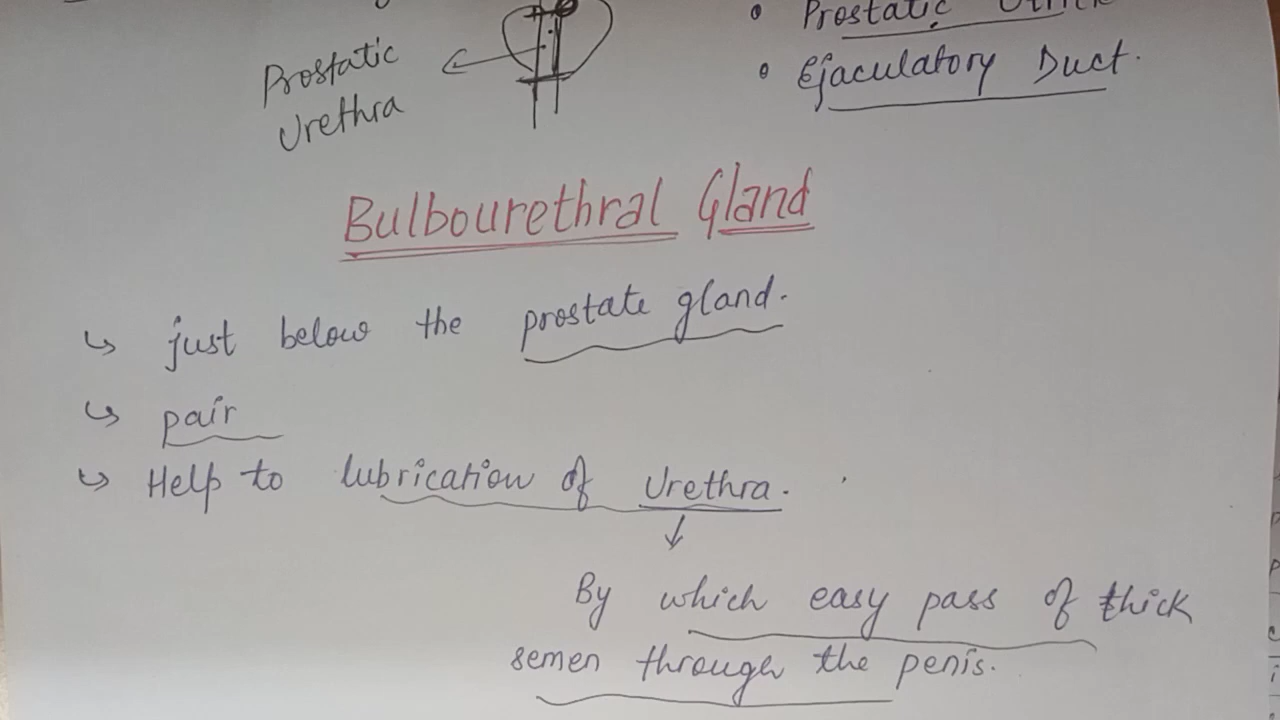 Prostatic
Urethra
• Prostatic
• Ejaculatory Duct.
Bulbourethral Gland
↳ just below the prostate gland.
↳ pair
↳ Help to lubrication of Urethra.
↓
By which easy pass of thick
semen through the penis.